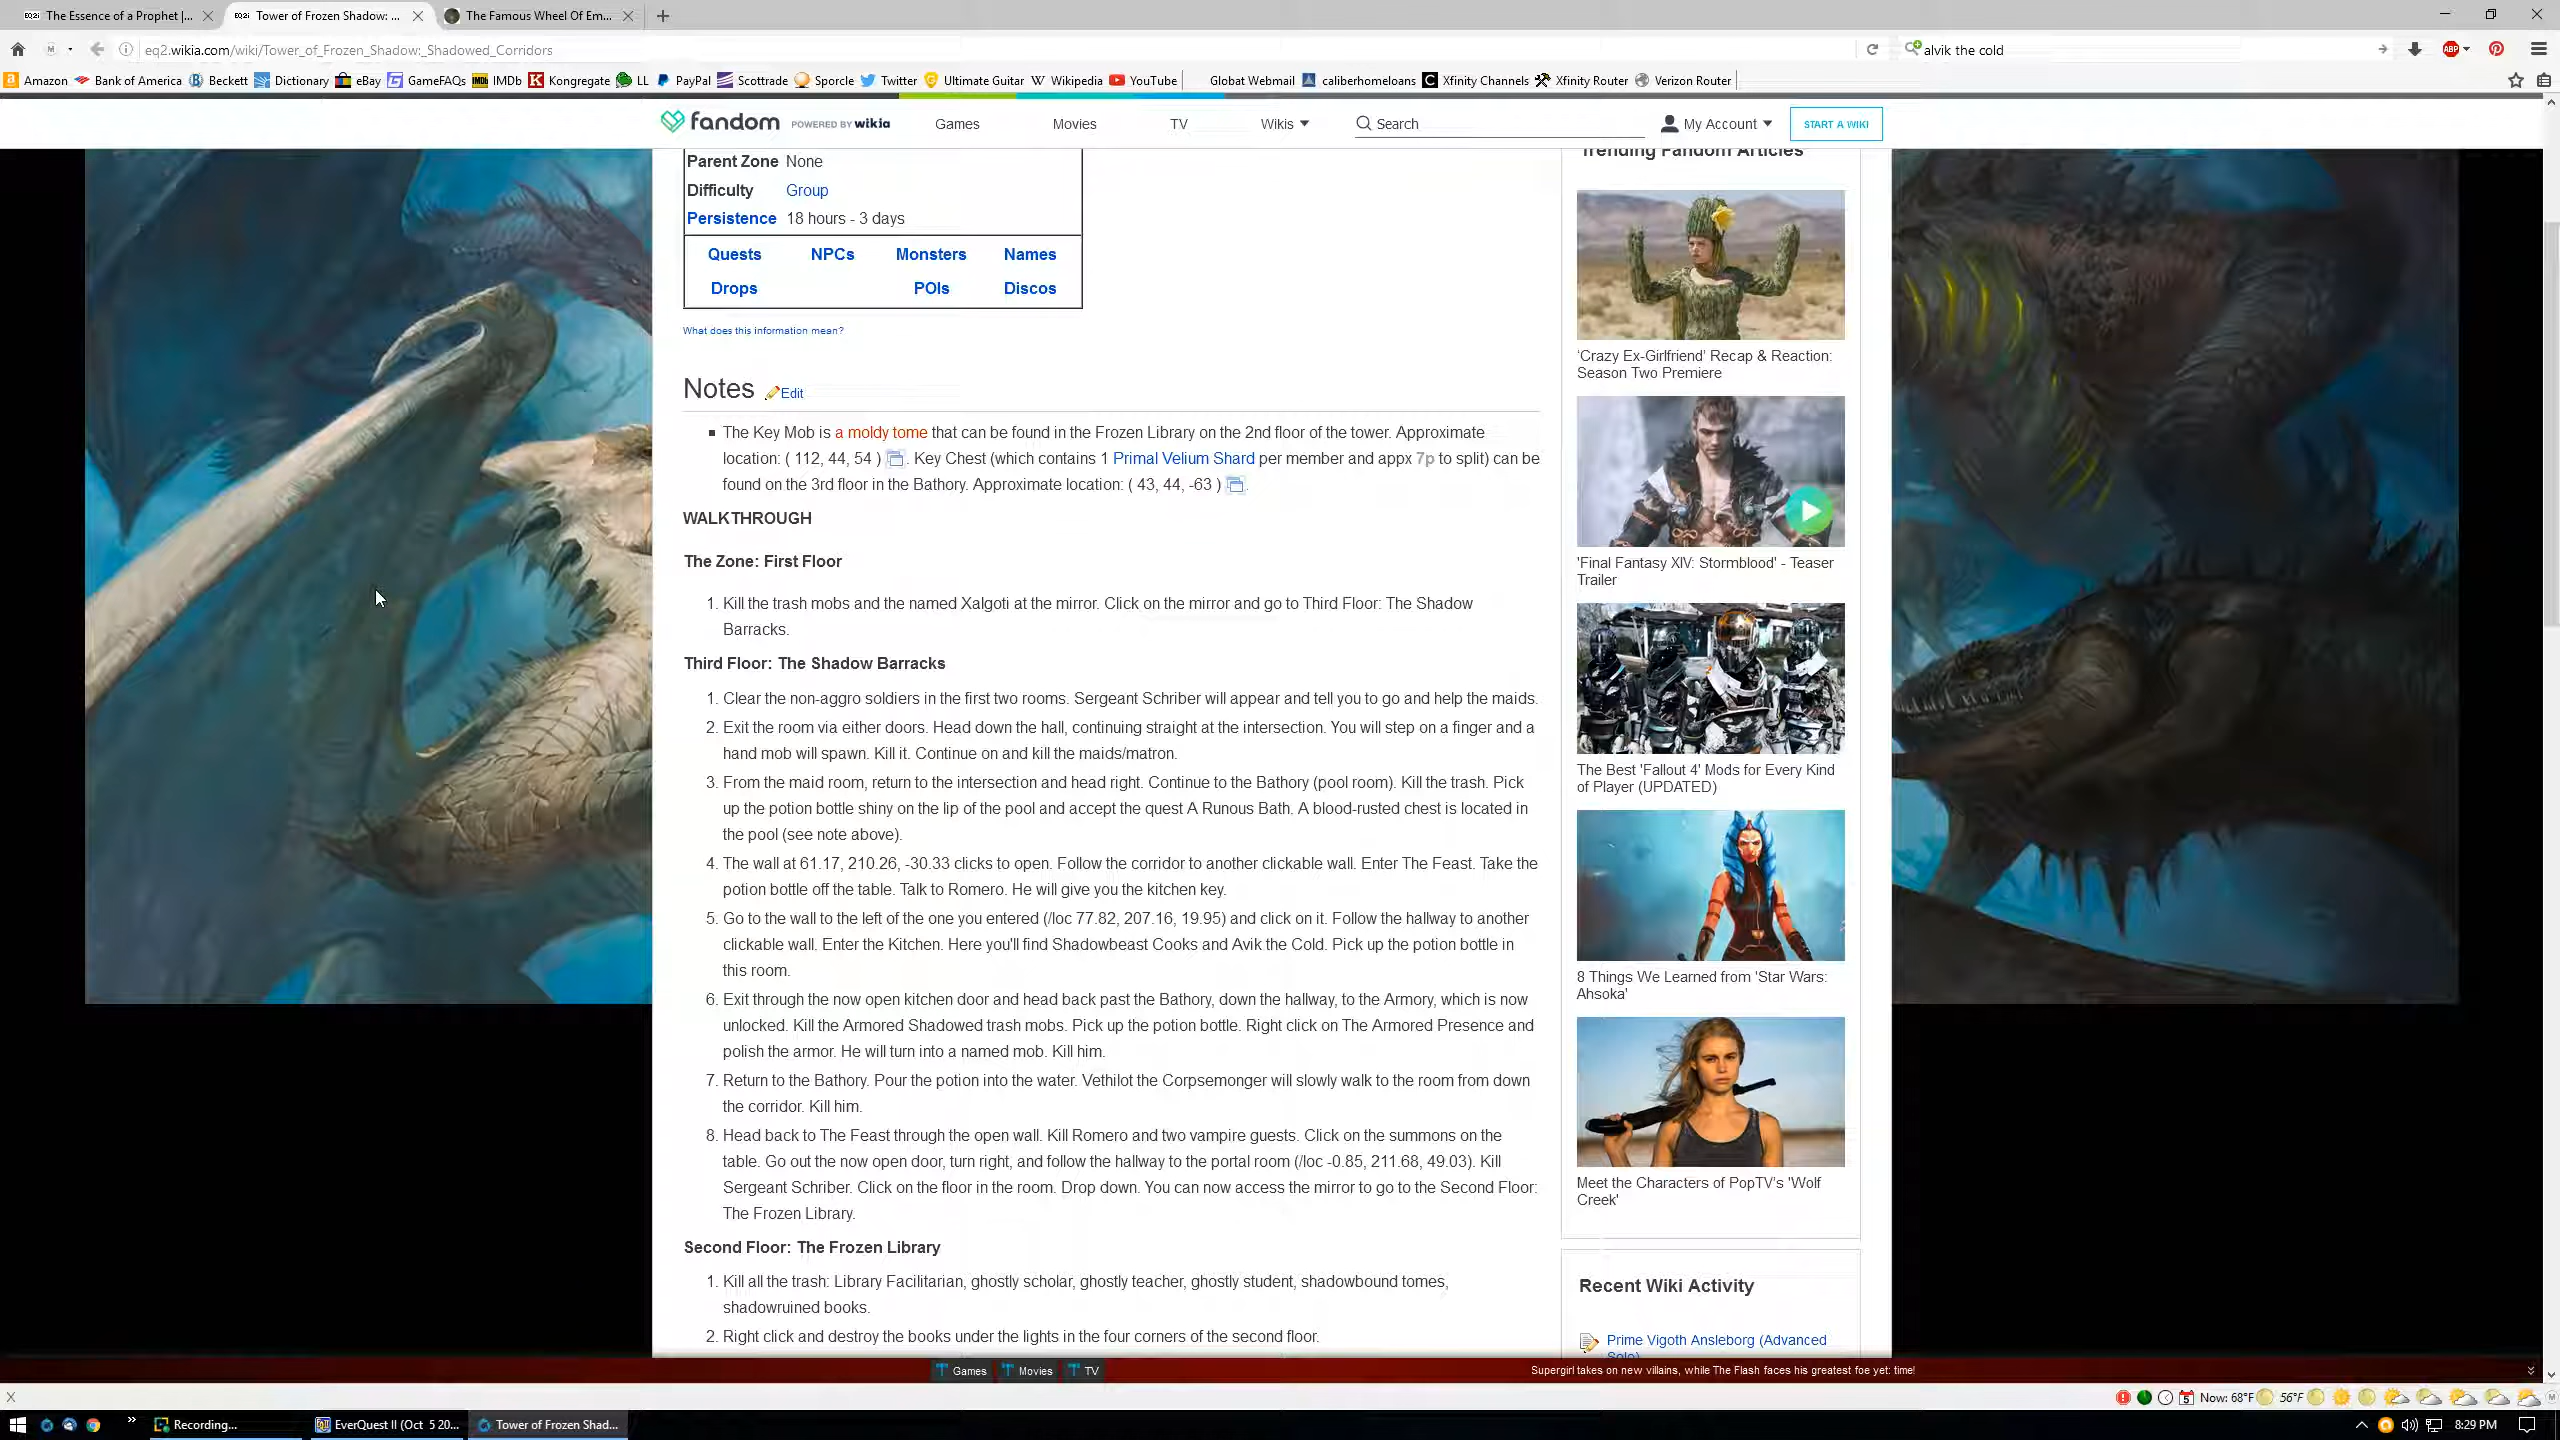 The Essence of a Prophet |...
Tower of Frozen Shadow: ...
The Famous Wheel Of Em...
eq2.wikia.com/wiki/Tower_of_Frozen_Shadow:_Shadowed_Corridors
alvik the cold
Amazon Bank of America Beckett Dictionary eBay GameFAQs IMDb Kongregate LL PayPal Scottrade Sporcle Twitter Ultimate Guitar Wikipedia YouTube Globat Webmail caliberhomeloans Xfinity Channels Xfinity Router Verizon Router
fandom POWERED BY wikia Games Movies TV Wikis Search My Account START A WIKI
Parent Zone None
Difficulty Group
Persistence 18 hours - 3 days
Quests NPCs Monsters Names
Drops POIs Discos
What does this information mean?
Notes Edit
The Key Mob is a moldy tome that can be found in the Frozen Library on the 2nd floor of the tower. Approximate
location: ( 112, 44, 54 ) . Key Chest (which contains 1 Primal Velium Shard per member and appx 7p to split) can be
found on the 3rd floor in the Bathory. Approximate location: ( 43, 44, -63 ) .
WALKTHROUGH
The Zone: First Floor
1. Kill the trash mobs and the named Xalgoti at the mirror. Click on the mirror and go to Third Floor: The Shadow
Barracks.
Third Floor: The Shadow Barracks
1. Clear the non-aggro soldiers in the first two rooms. Sergeant Schriber will appear and tell you to go and help the maids.
2. Exit the room via either doors. Head down the hall, continuing straight at the intersection. You will step on a finger and a
hand mob will spawn. Kill it. Continue on and kill the maids/matron.
3. From the maid room, return to the intersection and head right. Continue to the Bathory (pool room). Kill the trash. Pick
up the potion bottle shiny on the lip of the pool and accept the quest A Runous Bath. A blood-rusted chest is located in
the pool (see note above).
4. The wall at 61.17, 210.26, -30.33 clicks to open. Follow the corridor to another clickable wall. Enter The Feast. Take the
potion bottle off the table. Talk to Romero. He will give you the kitchen key.
5. Go to the wall to the left of the one you entered (/loc 77.82, 207.16, 19.95) and click on it. Follow the hallway to another
clickable wall. Enter the Kitchen. Here you'll find Shadowbeast Cooks and Avik the Cold. Pick up the potion bottle in
this room.
6. Exit through the now open kitchen door and head back past the Bathory, down the hallway, to the Armory, which is now
unlocked. Kill the Armored Shadowed trash mobs. Pick up the potion bottle. Right click on The Armored Presence and
polish the armor. He will turn into a named mob. Kill him.
7. Return to the Bathory. Pour the potion into the water. Vethilot the Corpsemonger will slowly walk to the room from down
the corridor. Kill him.
8. Head back to The Feast through the open wall. Kill Romero and two vampire guests. Click on the summons on the
table. Go out the now open door, turn right, and follow the hallway to the portal room (/loc -0.85, 211.68, 49.03). Kill
Sergeant Schriber. Click on the floor in the room. Drop down. You can now access the mirror to go to the Second Floor:
The Frozen Library.
Second Floor: The Frozen Library
1. Kill all the trash: Library Facilitarian, ghostly scholar, ghostly teacher, ghostly student, shadowbound tomes,
shadowruined books.
2. Right click and destroy the books under the lights in the four corners of the second floor.
Trending Fandom Articles
'Crazy Ex-Girlfriend' Recap & Reaction:
Season Two Premiere
'Final Fantasy XIV: Stormblood' - Teaser
Trailer
The Best 'Fallout 4' Mods for Every Kind
of Player (UPDATED)
8 Things We Learned from 'Star Wars:
Ahsoka'
Meet the Characters of PopTV's 'Wolf
Creek'
Recent Wiki Activity
Prime Vigoth Ansleborg (Advanced
Solo)
Games Movies TV
Supergirl takes on new villains, while The Flash faces his greatest foe yet: time!
Now: 68°F 56°F
Recording...
EverQuest II (Oct 5 20...
Tower of Frozen Shad...
8:29 PM